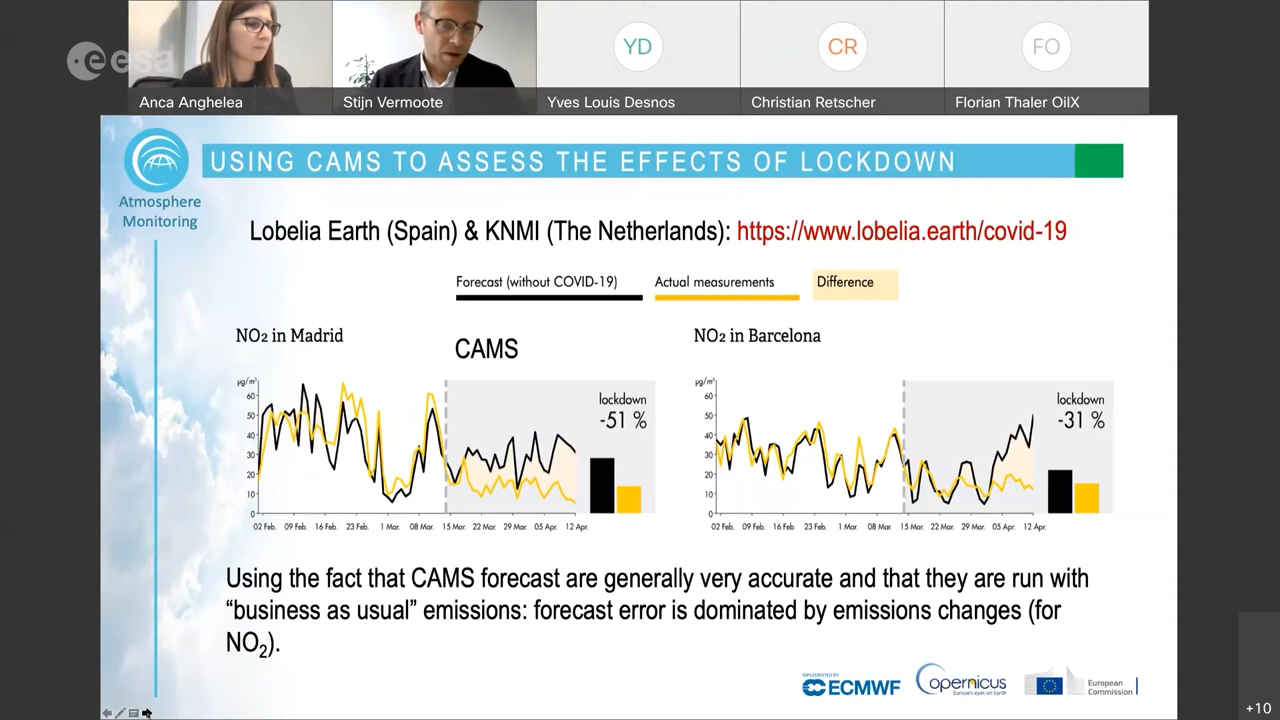 esa
YD
CR
FO
Anca Anghelea
Stijn Vermoote
Yves Louis Desnos
Christian Retscher
Florian Thaler OilX
USING CAMS TO ASSESS THE EFFECTS OF LOCKDOWN
Atmosphere
Monitoring
Lobelia Earth (Spain) & KNMI (The Netherlands): https://www.lobelia.earth/covid-19
Forecast (without COVID-19)
Actual measurements
Difference
NO2 in Madrid
CAMS
NO2 in Barcelona
µg/m³
60
50
40
30
20
10
0
02 Feb. 09 Feb. 16 Feb. 23 Feb. 1 Mar. 08 Mar. 15 Mar. 22 Mar. 29 Mar. 05 Apr. 12 Apr.
lockdown
-51 %
µg/m³
60
50
40
30
20
10
0
02 Feb. 09 Feb. 16 Feb. 23 Feb. 1 Mar. 08 Mar. 15 Mar. 22 Mar. 29 Mar. 05 Apr. 12 Apr.
lockdown
-31 %
Using the fact that CAMS forecast are generally very accurate and that they are run with
“business as usual” emissions: forecast error is dominated by emissions changes (for
NO2).
IMPLEMENTED BY
ECMWF
opernicus
Europe's eyes on Earth
European
Commission
+10